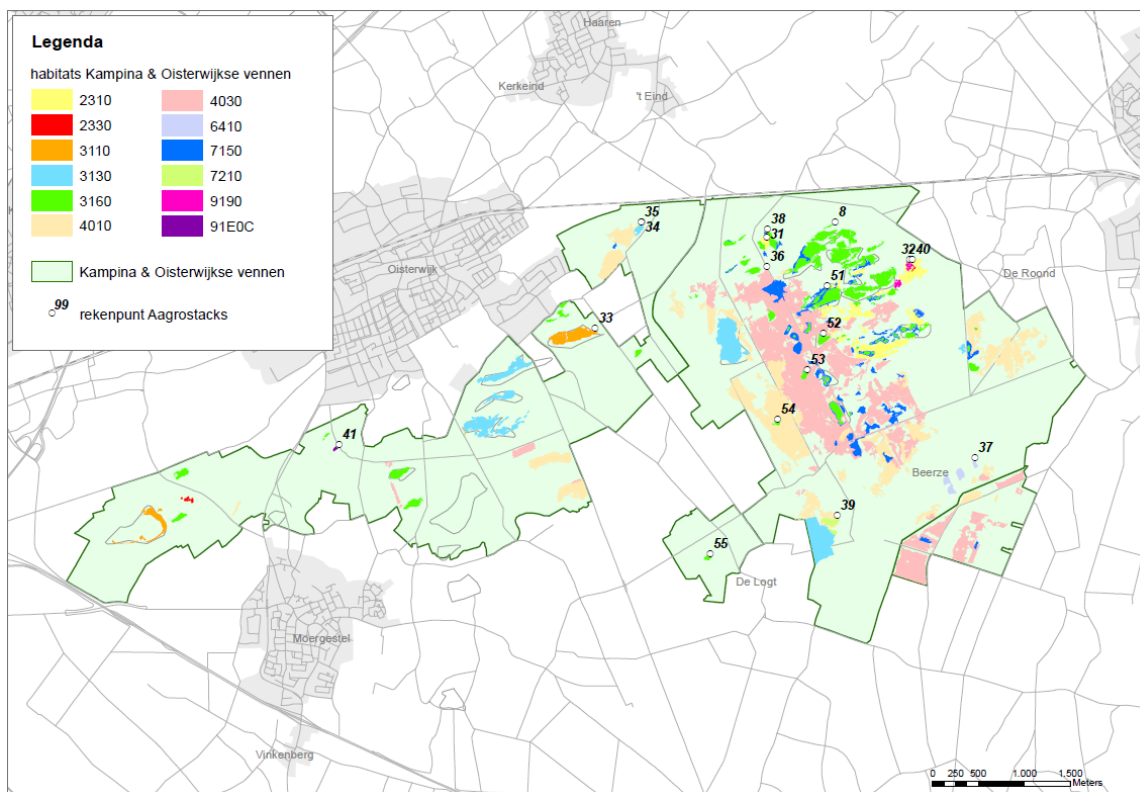 Legenda
habitats Kampina & Oisterwijkse vennen
2310
2330
3110
3130
3160
4010
4030
6410
7150
7210
9190
91E0C
Kampina & Oisterwijkse vennen
99
rekenpunt Aagrostacks
Haaren
Kerkeind
't Eind
Oisterwijk
De Roond
35
34
38
31
8
36
3240
51
33
52
53
54
41
37
Beerze
39
55
De Logt
Moergestel
Vinkenberg
0 250 500 1.000 1.500
Meters